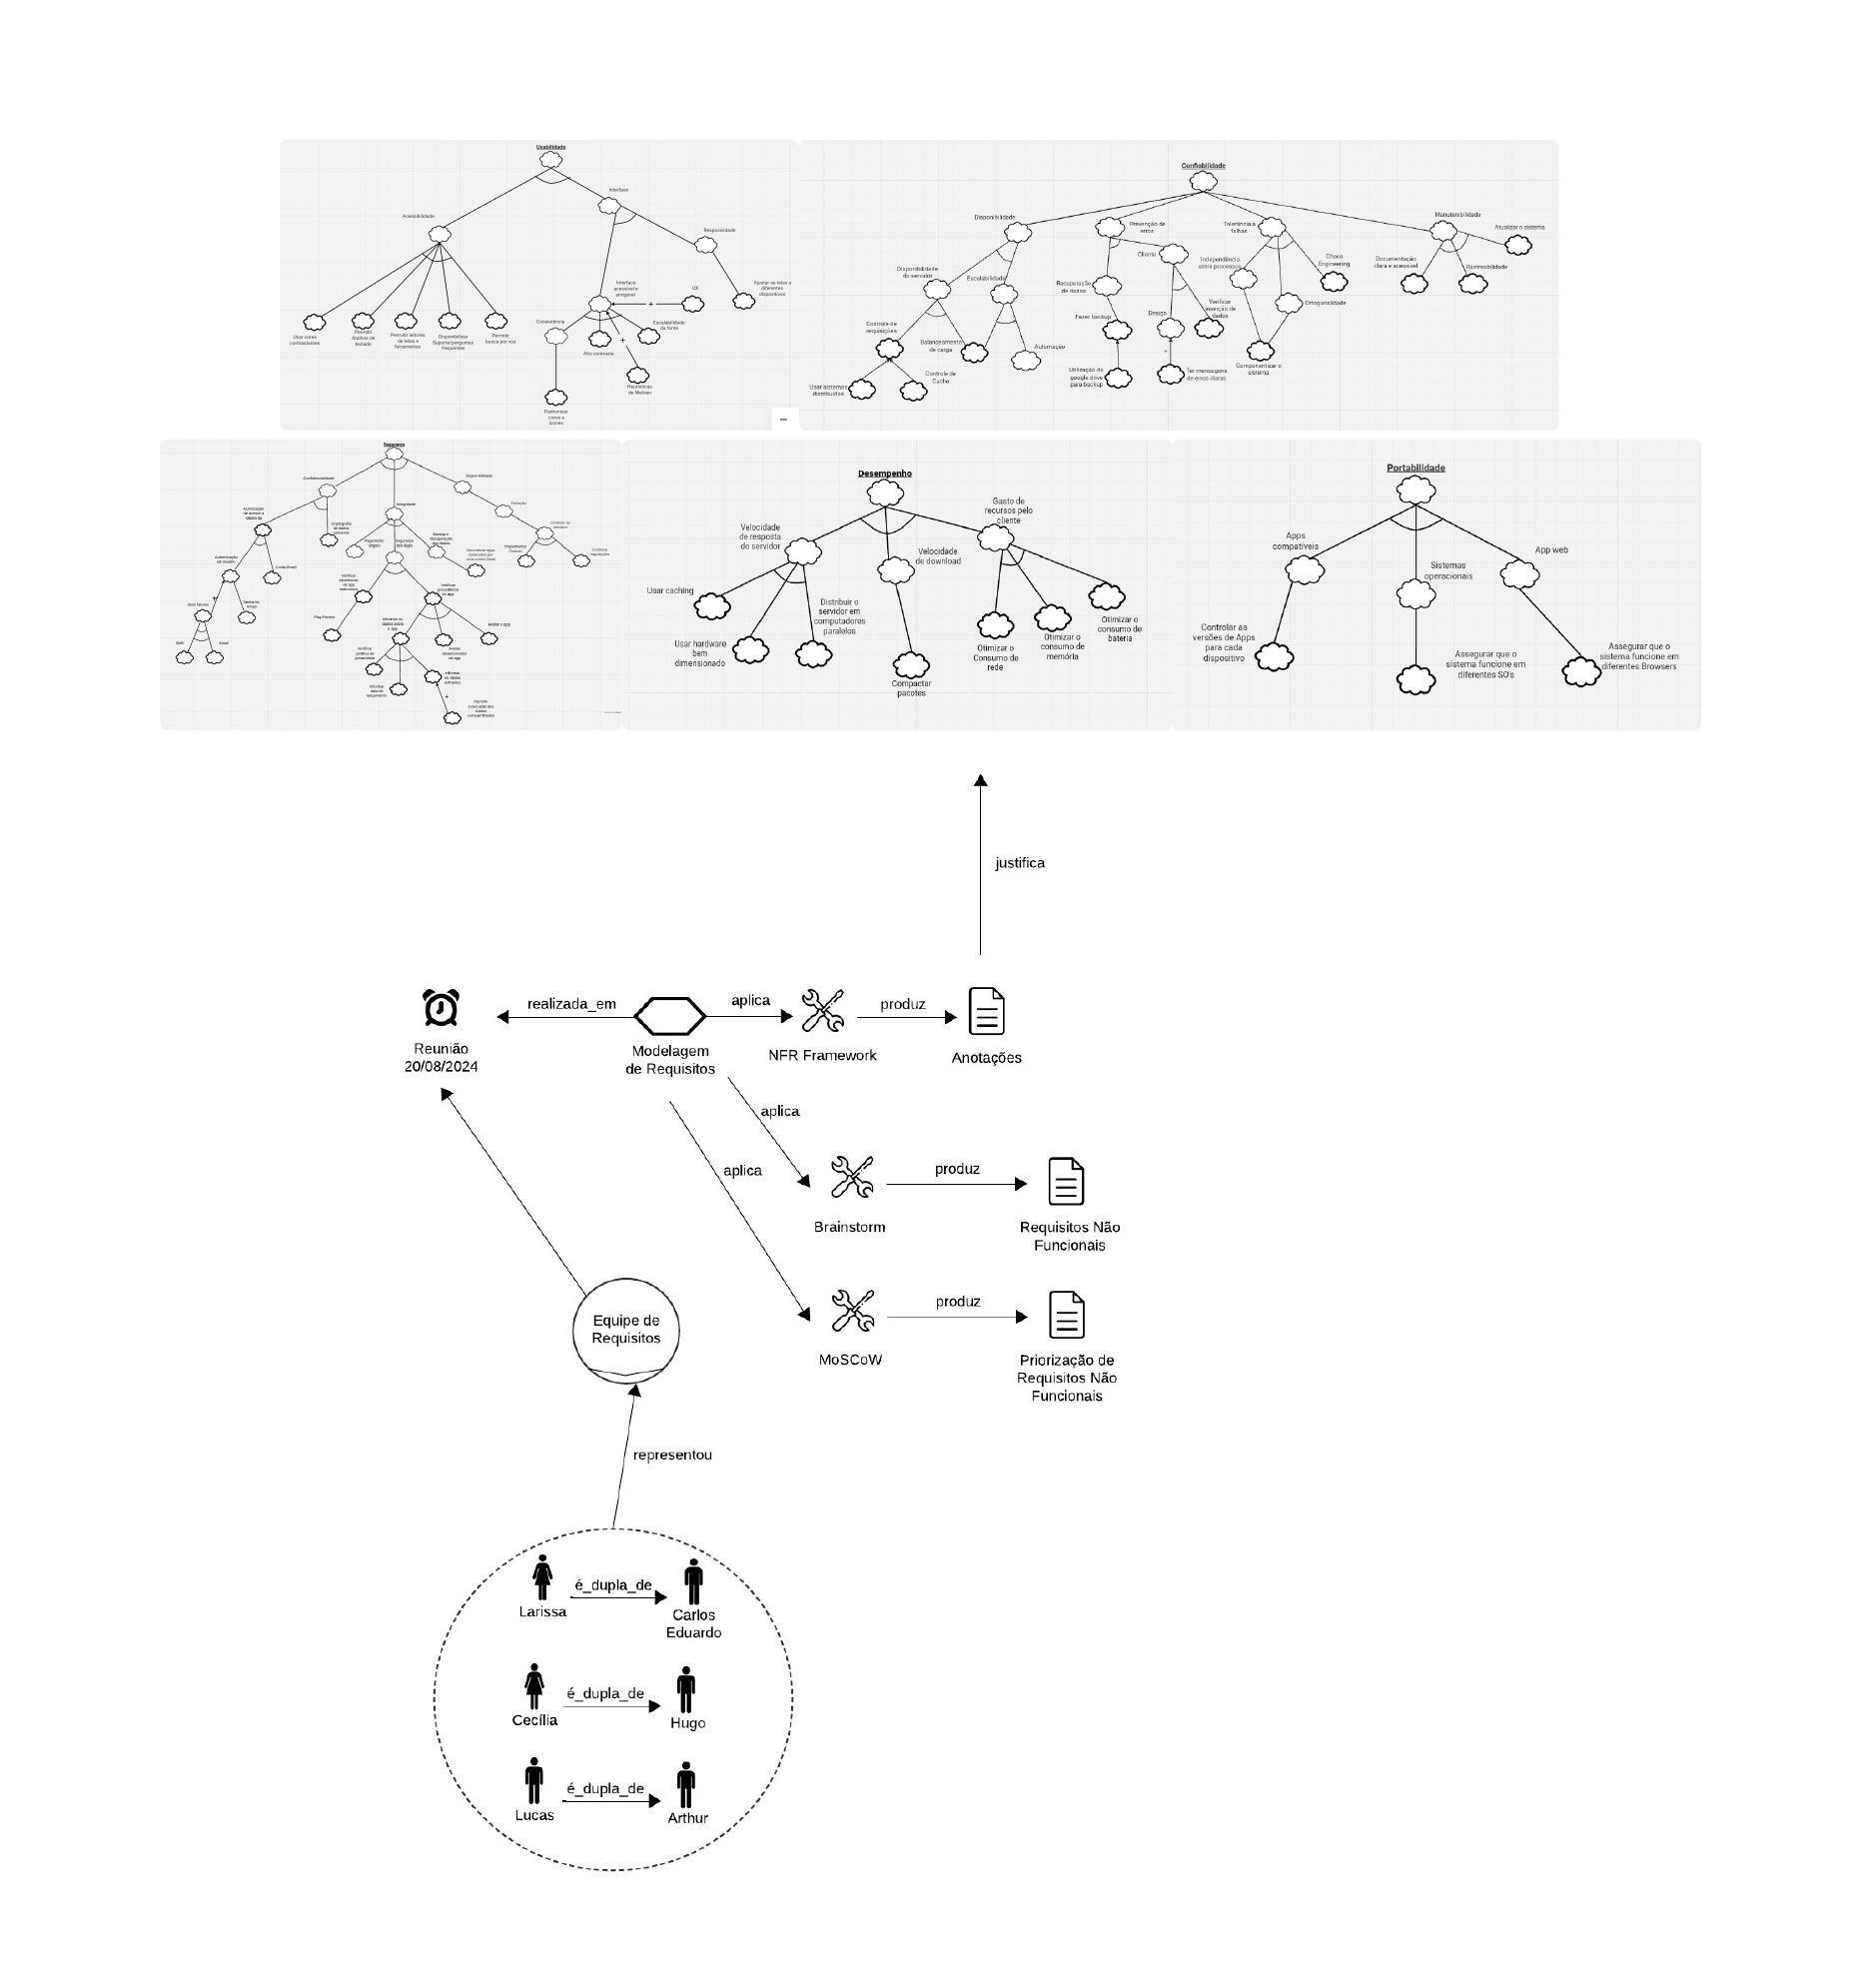 Usabilidade
Interface
Acessibilidade
Usar cores
contrastantes
Permitir
Atalhos de
teclado
Permitir leitores
de telas e
ferramentas
Disponibilizar
Suporte/perguntas
frequentes
Permitir
busca por voz
Interface
acessível e
amigável
+
UX
Ajustar as telas a
diferentes
dispositivos
Consistência
Escalabilidade
da fonte
Alto contraste
+
Heurísticas
de Nielsen
Padronizar
cores e
ícones
Confiabilidade
Disponibilidade
Prevenção de
erros
Tolerância a
falhas
Manutenibilidade
Atualizar o sistema
Cliente
Disponibilidade
do servidor
Escalabilidade
Recuperação
de dados
Independência
entre processos
Chaos
Engineering
Documentação
clara e acessível
Rastreabilidade
Controle de
requisições
Fazer backup
Design
Verificar
inserção de
dados
Ortogonalidade
Balanceamento
de carga
Automação
Usar sistemas
distribuídos
Controle de
Cache
Utilização do
google drive
para backup
+
Ter mensagens
de erros claras
Componentizar o
sistema
Confidencialidade
Integridade
SMS
Email
Play Protect
Avaliar o app
Desempenho
Gasto de
recursos pelo
cliente
Velocidade
de resposta
do servidor
Velocidade
de download
Usar caching
Usar hardware
bem
dimensionado
Distribuir o
servidor em
computadores
paralelos
Compactar
pacotes
Otimizar o
Consumo de
rede
Otimizar o
consumo de
memória
Otimizar o
consumo de
bateria
Portabilidade
Apps
compatíveis
Sistemas
operacionais
App web
Controlar as
versões de Apps
para cada
dispositivo
Assegurar que o
sistema funcione em
diferentes SO's
Assegurar que o
sistema funcione em
diferentes Browsers
justifica
realizada_em
aplica
produz
Reunião
20/08/2024
Modelagem
de Requisitos
NFR Framework
Anotações
aplica
aplica
produz
Brainstorm
Requisitos Não
Funcionais
produz
MoSCoW
Priorização de
Requisitos Não
Funcionais
Equipe de
Requisitos
representou
é_dupla_de
Larissa
Carlos
Eduardo
é_dupla_de
Cecília
Hugo
é_dupla_de
Lucas
Arthur